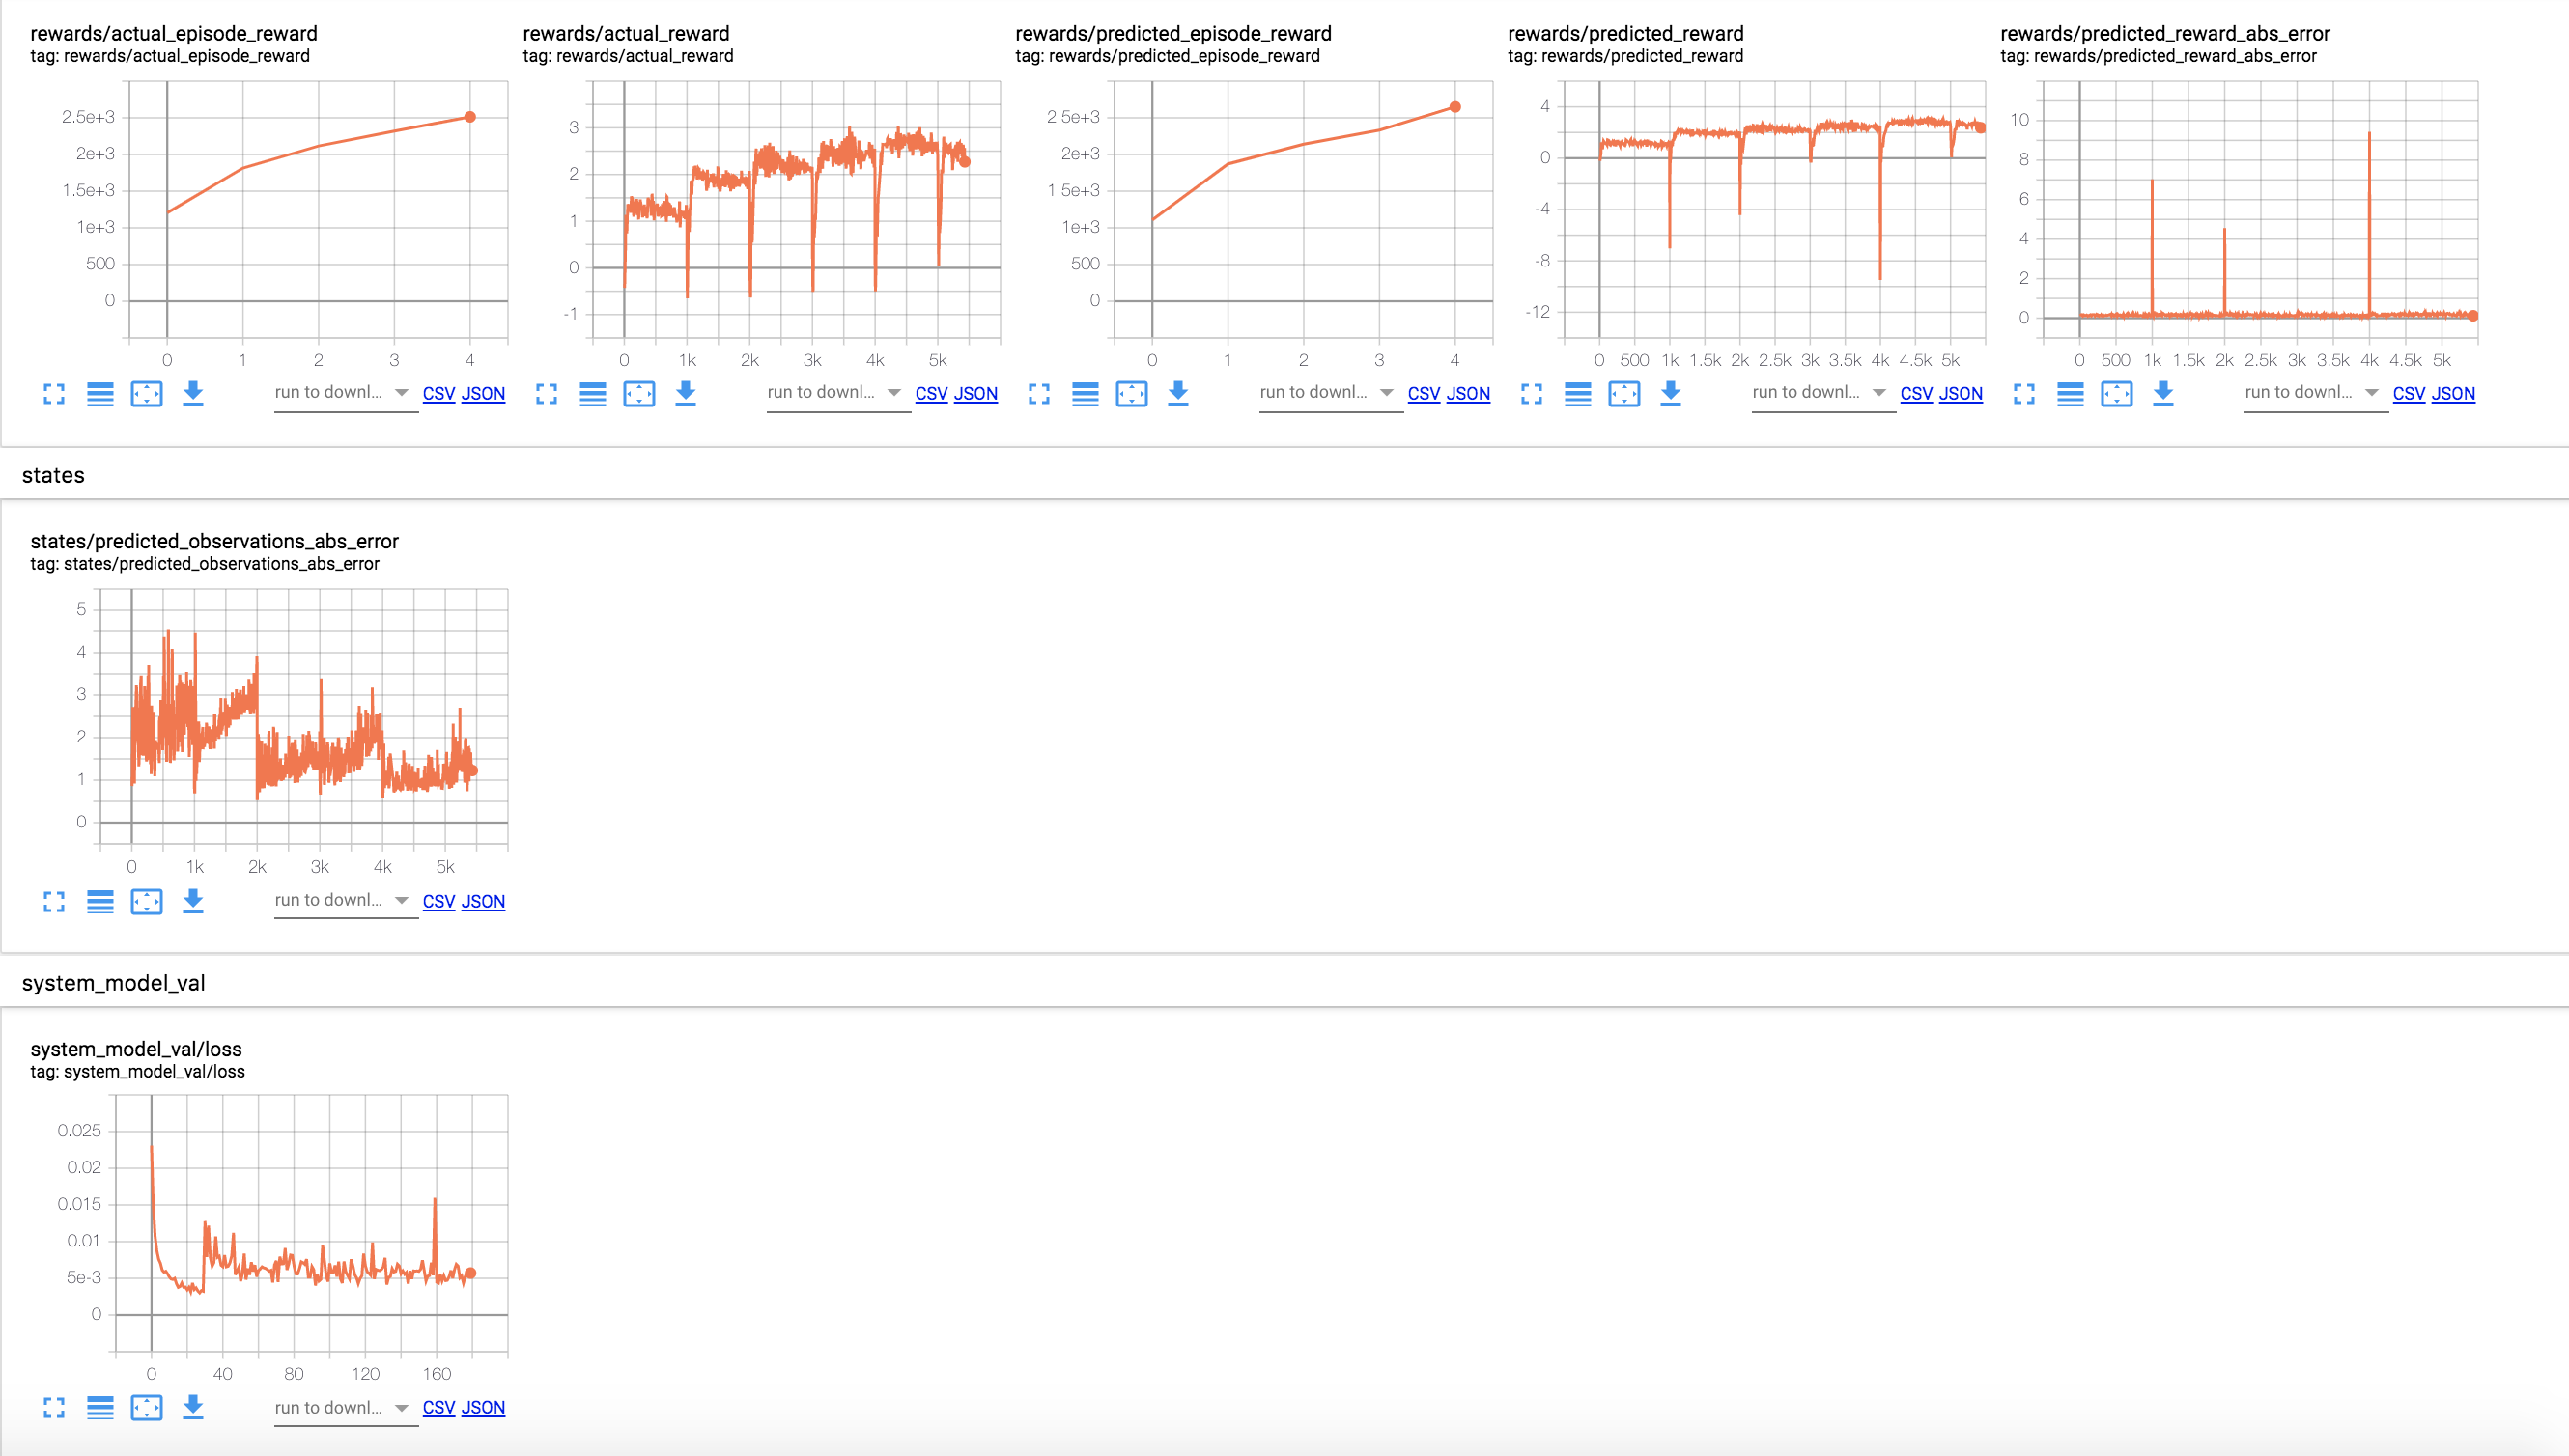 rewards/actual_episode_reward
tag: rewards/actual_episode_reward
2.5e+3
2e+3
1.5e+3
1e+3
500
0
0 1 2 3 4
run to downl... CSV JSON
rewards/actual_reward
tag: rewards/actual_reward
3
2
1
0
-1
0 1k 2k 3k 4k 5k
run to downl... CSV JSON
rewards/predicted_episode_reward
tag: rewards/predicted_episode_reward
2.5e+3
2e+3
1.5e+3
1e+3
500
0
0 1 2 3 4
run to downl... CSV JSON
rewards/predicted_reward
tag: rewards/predicted_reward
4
0
-4
-8
-12
0 500 1k 1.5k 2k 2.5k 3k 3.5k 4k 4.5k 5k
run to downl... CSV JSON
rewards/predicted_reward_abs_error
tag: rewards/predicted_reward_abs_error
10
8
6
4
2
0
0 500 1k 1.5k 2k 2.5k 3k 3.5k 4k 4.5k 5k
run to downl... CSV JSON
states
states/predicted_observations_abs_error
tag: states/predicted_observations_abs_error
5
4
3
2
1
0
0 1k 2k 3k 4k 5k
run to downl... CSV JSON
system_model_val
system_model_val/loss
tag: system_model_val/loss
0.025
0.02
0.015
0.01
5e-3
0
0 40 80 120 160
run to downl... CSV JSON